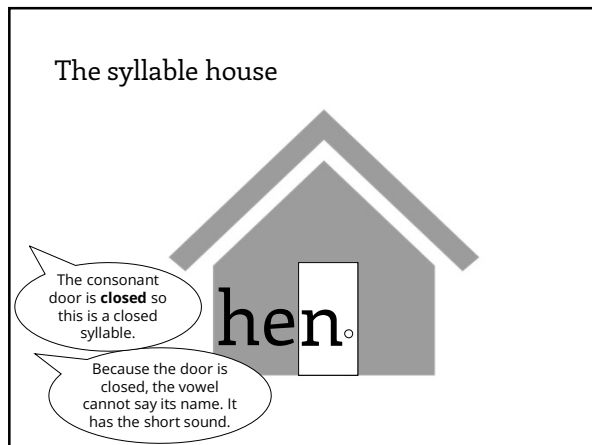 The syllable house
The consonant
door is closed so
this is a closed
syllable.
hen
Because the door is
closed, the vowel
cannot say its name. It
has the short sound.